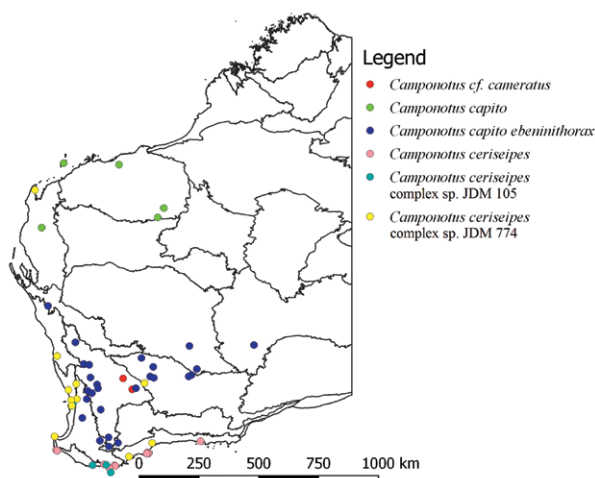 Legend
Camponotus cf. cameratus
Camponotus capito
Camponotus capito ebeninithorax
Camponotus ceriseipes
Camponotus ceriseipes
complex sp. JDM 105
Camponotus ceriseipes
complex sp. JDM 774
0 250 500 750 1000 km